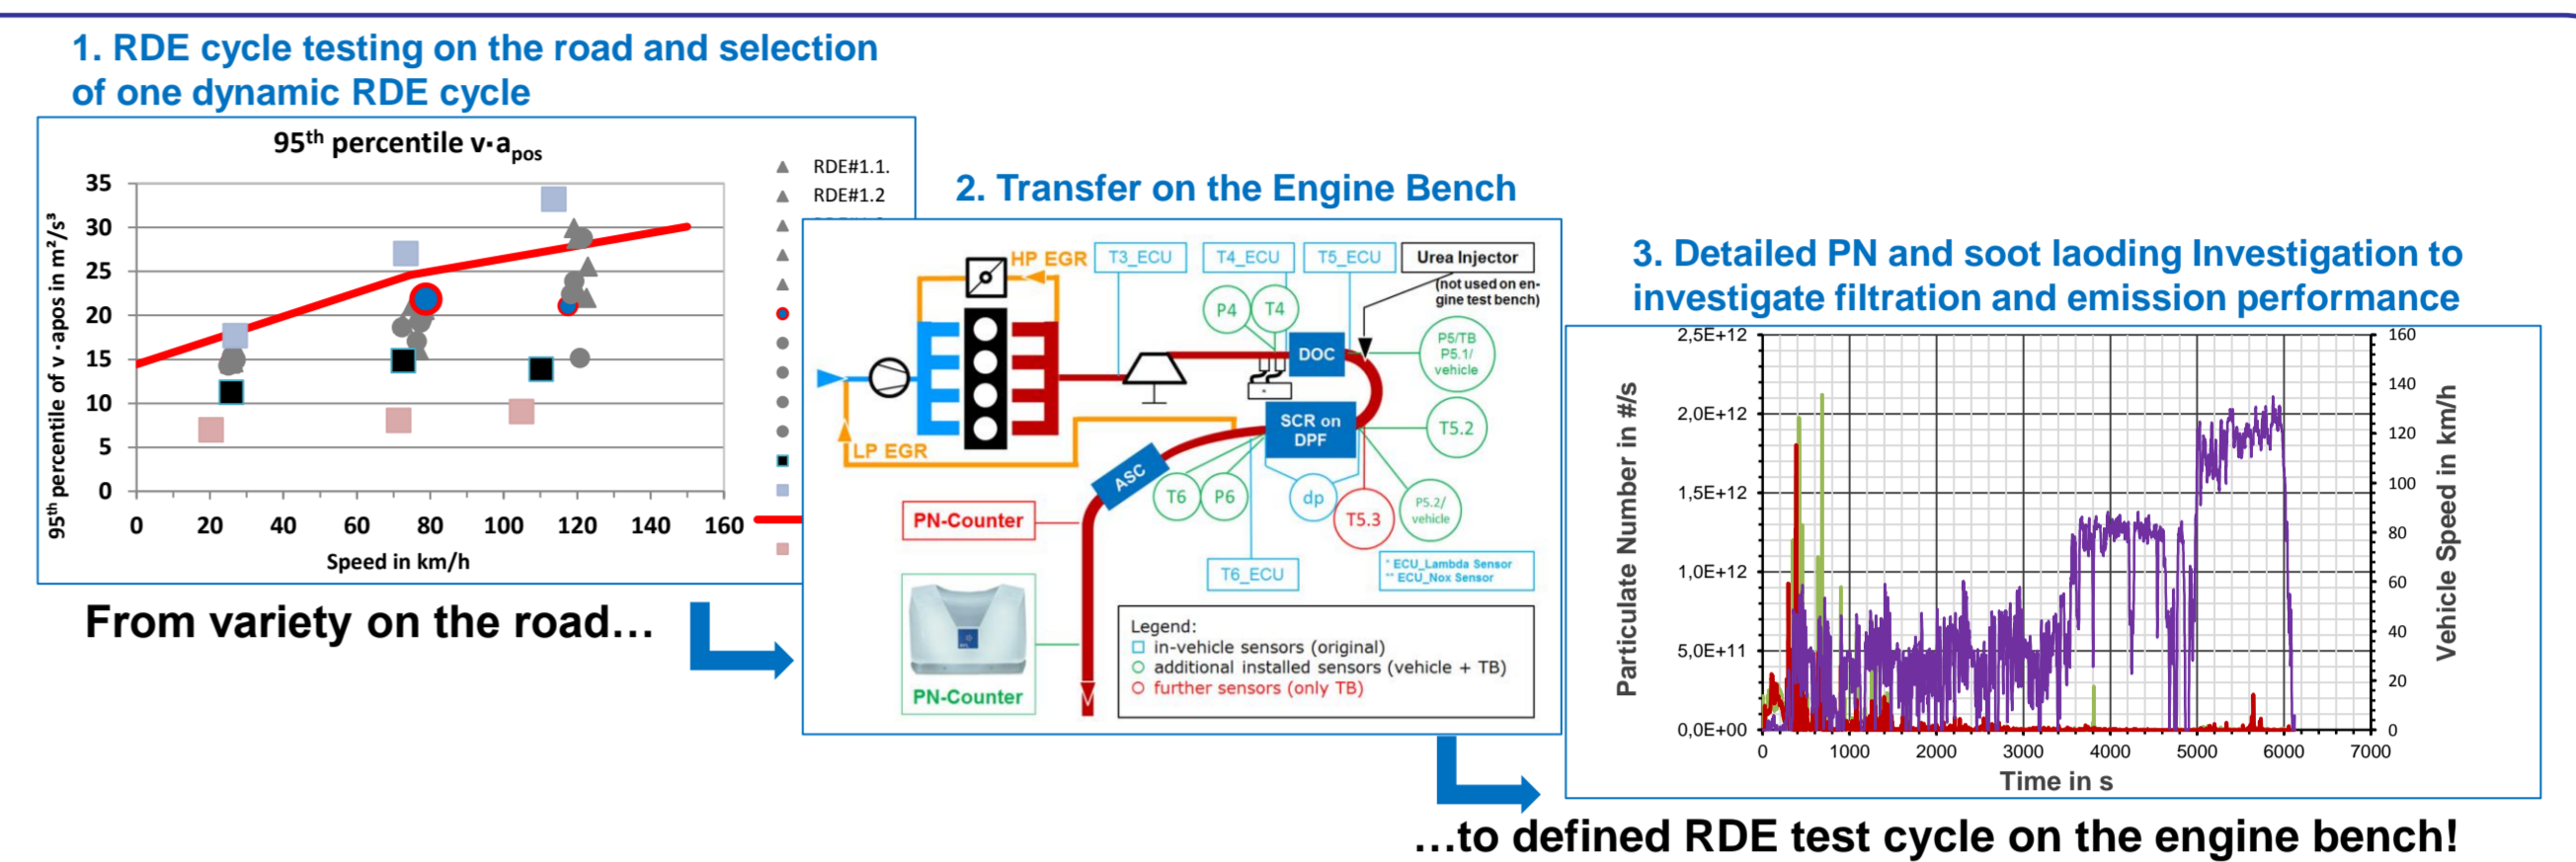 1. RDE cycle testing on the road and selection
of one dynamic RDE cycle
95th percentile v·apos
95th percentile of v ·apos in m²/s³
35
30
25
20
15
10
5
0
0 20 40 60 80 100 120 140 160
Speed in km/h
RDE#1.1.
RDE#1.2
From variety on the road…
2. Transfer on the Engine Bench
HP EGR
T3_ECU
T4_ECU
T5_ECU
Urea Injector
(not used on en-
gine test bench)
P4
T4
DOC
P5/TB
P5.1/
vehicle
SCR on
DPF
T5.2
LP EGR
ASC
T6
P6
dp
T5.3
P5.2/
vehicle
PN-Counter
T6_ECU
* ECU_Lambda Sensor
** ECU_Nox Sensor
PN-Counter
Legend:
in-vehicle sensors (original)
additional installed sensors (vehicle + TB)
further sensors (only TB)
3. Detailed PN and soot laoding Investigation to
investigate filtration and emission performance
Particulate Number in #/s
2,5E+12
2,0E+12
1,5E+12
1,0E+12
5,0E+11
0,0E+00
160
140
120
100
80
60
40
20
0
Vehicle Speed in km/h
0 1000 2000 3000 4000 5000 6000 7000
Time in s
…to defined RDE test cycle on the engine bench!